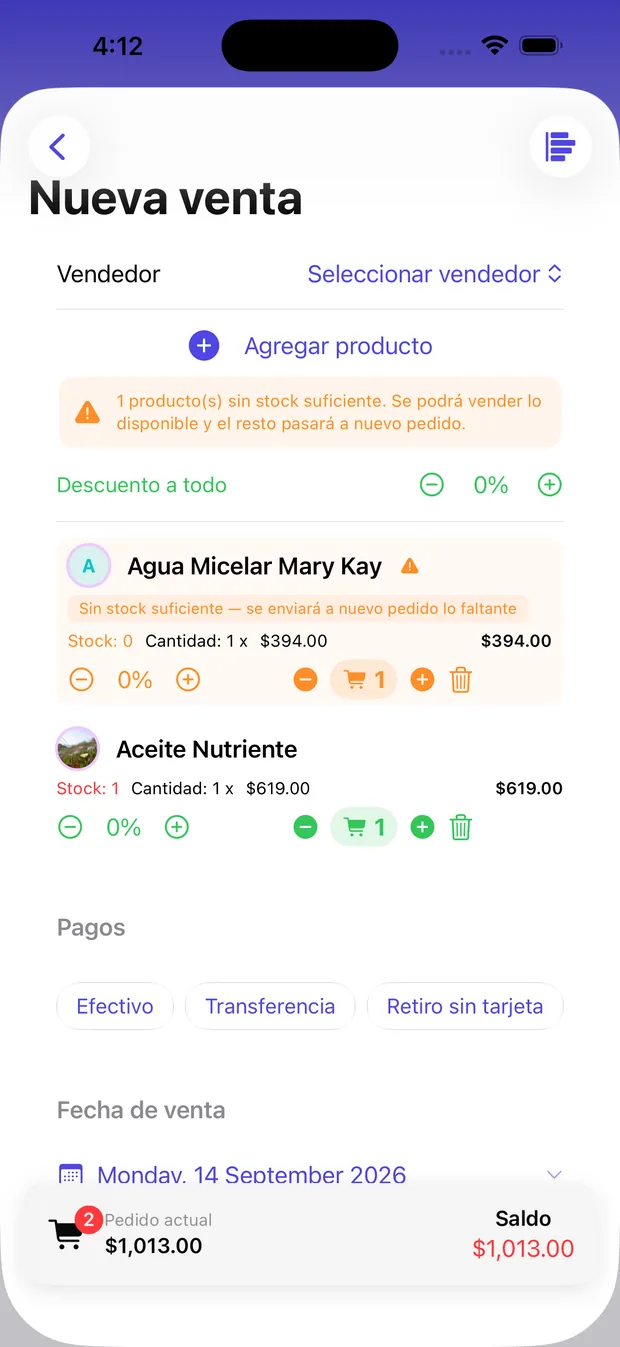 4:12
Nueva venta
Vendedor
Seleccionar vendedor
Agregar producto
1 producto(s) sin stock suficiente. Se podrá vender lo
disponible y el resto pasará a nuevo pedido.
Descuento a todo
0%
A
Agua Micelar Mary Kay
Sin stock suficiente — se enviará a nuevo pedido lo faltante
Stock: 0 Cantidad: 1 x $394.00 $394.00
0% 1
Aceite Nutriente
Stock: 1 Cantidad: 1 x $619.00 $619.00
0% 1
Pagos
Efectivo
Transferencia
Retiro sin tarjeta
Fecha de venta
Monday, 14 September 2026
2
Pedido actual
$1,013.00
Saldo
$1,013.00